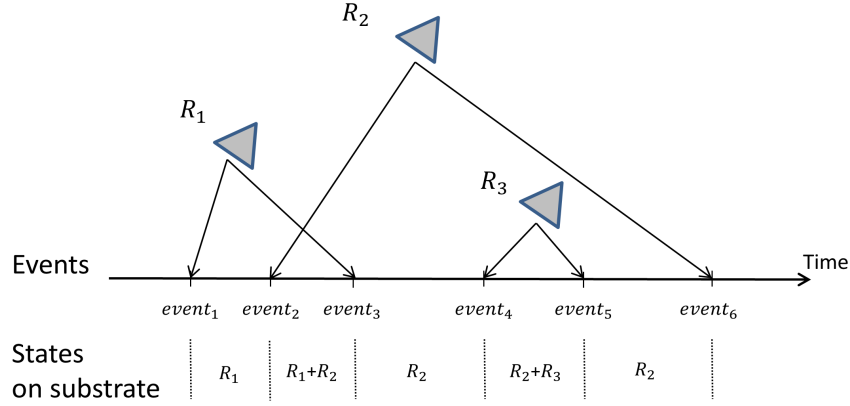 R₂
R₁
R₃
Events
Time
event₁ event₂ event₃ event₄ event₅ event₆
States
on substrate
R₁ R₁+R₂ R₂ R₂+R₃ R₂